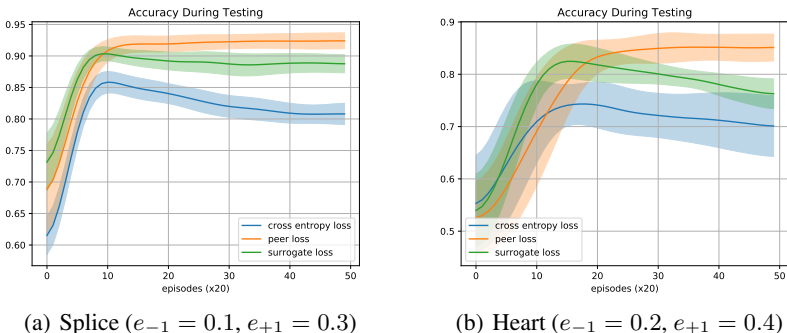 Accuracy During Testing
0.95
0.90
0.85
0.80
0.75
0.70
0.65
0.60
0 10 20 30 40 50
episodes (x20)
cross entropy loss
peer loss
surrogate loss
(a) Splice (e₋₁ = 0.1, e₊₁ = 0.3)
Accuracy During Testing
0.9
0.8
0.7
0.6
0.5
0 10 20 30 40 50
episodes (x20)
cross entropy loss
peer loss
surrogate loss
(b) Heart (e₋₁ = 0.2, e₊₁ = 0.4)